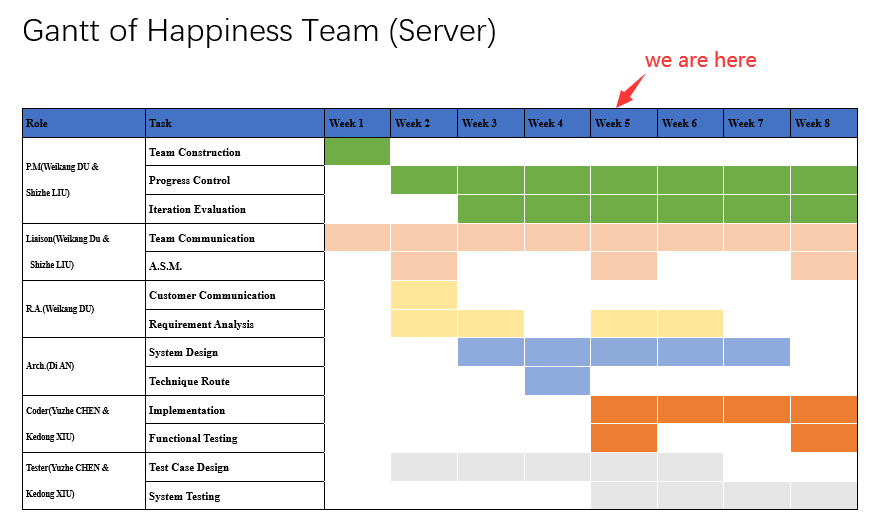 Gantt of Happiness Team (Server)
we are here
Role Task Week 1 Week 2 Week 3 Week 4 Week 5 Week 6 Week 7 Week 8
P.M(Weikang DU &
Shizhe LIU)
Team Construction
Progress Control
Iteration Evaluation
Liaison(Weikang Du &
Shizhe LIU)
Team Communication
A.S.M.
R.A.(Weikang DU)
Customer Communication
Requirement Analysis
Arch.(Di AN)
System Design
Technique Route
Coder(Yuzhe CHEN &
Kedong XIU)
Implementation
Functional Testing
Tester(Yuzhe CHEN &
Kedong XIU)
Test Case Design
System Testing